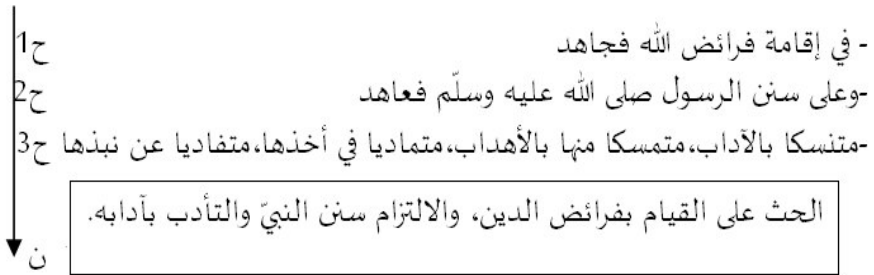 - في إقامة فرائض الله فجاهد ح1
-وعلى سنن الرسول صلى الله عليه وسلّم فعاهد ح2
-متنسكا بالآداب،متمسكا منها بالأهداب،متماديا في أخذها،متفاديا عن نبذها ح3
الحث على القيام بفرائض الدين، والالتزام سنن النبيّ والتأدب بآدابه.
ن